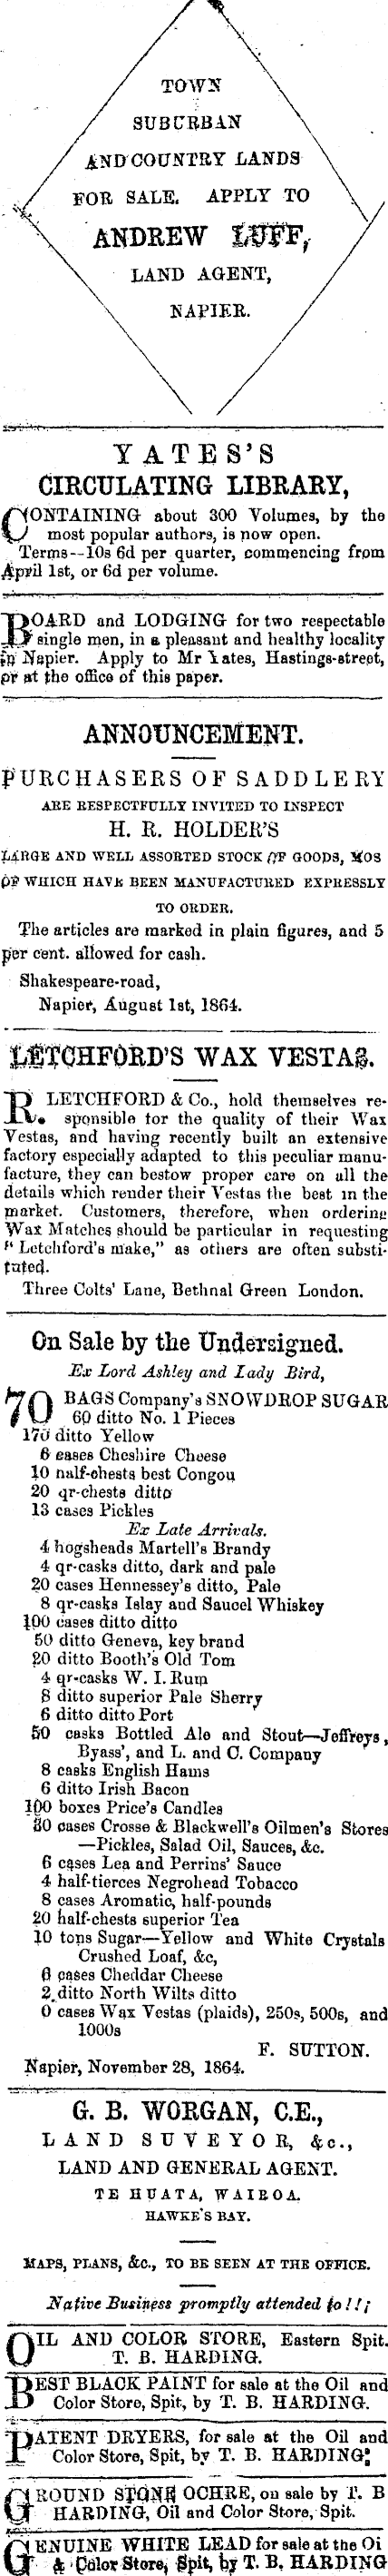 TOWN
SUBURBAN
AND COUNTRY LANDS
FOR SALE. APPLY TO
ANDREW LUFF,
LAND AGENT,
NAPIER.
YATES'S
CIRCULATING LIBRARY,
CONTAINING about 300 Volumes, by the
most popular authors, is now open.
Terms--10s 6d per quarter, commencing from
April 1st, or 6d per volume.
BOARD and LODGING for two respectable
single men, in a pleasant and healthy locality
in Napier. Apply to Mr Yates, Hastings-street,
or at the office of this paper.
ANNOUNCEMENT.
PURCHASERS OF SADDLERY
ARE RESPECTFULLY INVITED TO INSPECT
H. R. HOLDER'S
LARGE AND WELL ASSORTED STOCK OF GOODS, MOS
OF WHICH HAVE BEEN MANUFACTURED EXPRESSLY
TO ORDER.
The articles are marked in plain figures, and 5
per cent. allowed for cash.
Shakespeare-road,
Napier, August 1st, 1864.
LETCHFORD'S WAX VESTAS.
R. LETCHFORD & Co., hold themselves re-
sponsible for the quality of their Wax
Vestas, and having recently built an extensive
factory especially adapted to this peculiar manu-
facture, they can bestow proper care on all the
details which render their Vestas the best in the
market. Customers, therefore, when ordering
Wax Matches should be particular in requesting
"Letchford's make," as others are often substi-
tuted.
Three Colts' Lane, Bethnal Green London.
On Sale by the Undersigned.
Ex Lord Ashley and Lady Bird,
70 BAGS Company's SNOWDROP SUGAR
60 ditto No. 1 Pieces
170 ditto Yellow
6 cases Cheshire Cheese
10 half-chests best Congou
20 qr-chests ditto
13 cases Pickles
Ex Late Arrivals.
4 hogsheads Martell's Brandy
4 qr-casks ditto, dark and pale
20 cases Hennessey's ditto, Pale
8 qr-casks Islay and Saucel Whiskey
100 cases ditto ditto
50 ditto Geneva, key brand
20 ditto Booth's Old Tom
4 qr-casks W. I. Rum
8 ditto superior Pale Sherry
6 ditto ditto Port
50 casks Bottled Ale and Stout—Jeffreys,
Byass', and L. and C. Company
8 casks English Hams
6 ditto Irish Bacon
100 boxes Price's Candles
30 cases Crosse & Blackwell's Oilmen's Stores
—Pickles, Salad Oil, Sauces, &c.
6 cases Lea and Perrins' Sauce
4 half-tierces Negrohead Tobacco
8 cases Aromatic, half-pounds
20 half-chests superior Tea
10 tons Sugar—Yellow and White Crystals
Crushed Loaf, &c,
6 cases Cheddar Cheese
2 ditto North Wilts ditto
0 cases Wax Vestas (plaids), 250s, 500s, and
1000s
F. SUTTON.
Napier, November 28, 1864.
G. B. WORGAN, C.E.,
LAND SUVEYOR, &c.,
LAND AND GENERAL AGENT.
TE HUATA, WAIROA.
HAWKE'S BAY.
MAPS, PLANS, &c., TO BE SEEN AT THE OFFICE.
Native Business promptly attended to!!;
OIL AND COLOR STORE, Eastern Spit.
T. B. HARDING.
BEST BLACK PAINT for sale at the Oil and
Color Store, Spit, by T. B. HARDING.
PATENT DRYERS, for sale at the Oil and
Color Store, Spit, by T. B. HARDING
GROUND STONE OCHRE, on sale by T. B
HARDING, Oil and Color Store, Spit.
GENUINE WHITE LEAD for sale at the Oi
& Color Store, Spit, by T. B, HARDING